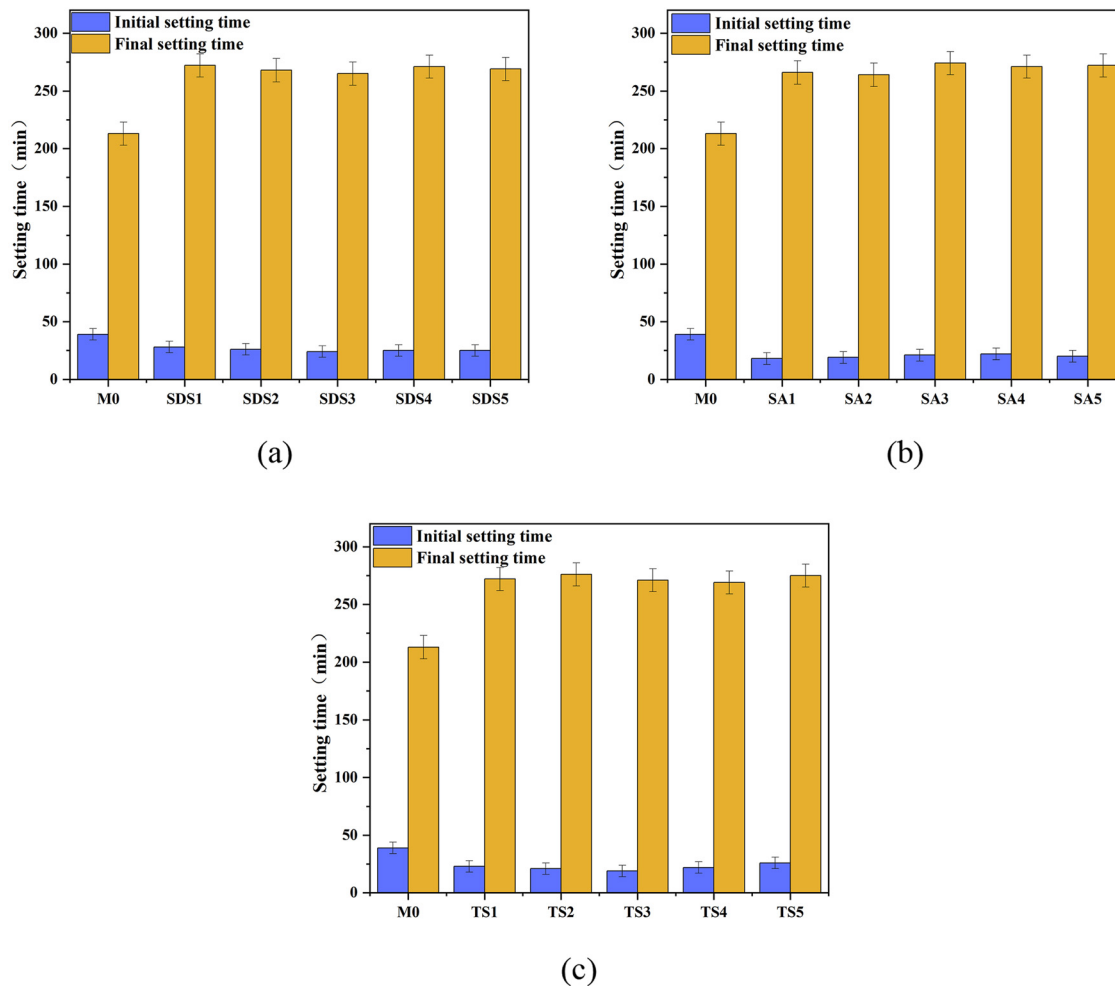 Initial setting time
Final setting time
300
250
200
150
100
50
0
Setting time（min）
M0 SDS1 SDS2 SDS3 SDS4 SDS5
(a)
Initial setting time
Final setting time
300
250
200
150
100
50
0
Setting time（min）
M0 SA1 SA2 SA3 SA4 SA5
(b)
Initial setting time
Final setting time
300
250
200
150
100
50
0
Setting time（min）
M0 TS1 TS2 TS3 TS4 TS5
(c)